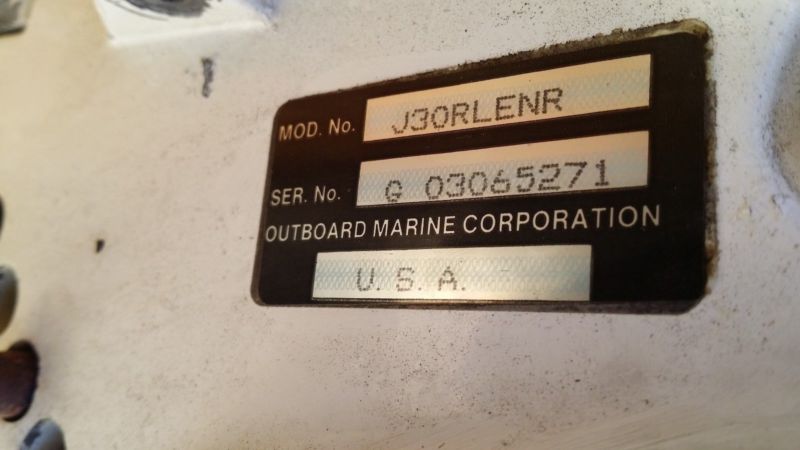 MOD. No. J30RLENR
SER. No. G 03065271
OUTBOARD MARINE CORPORATION
U. S. A.